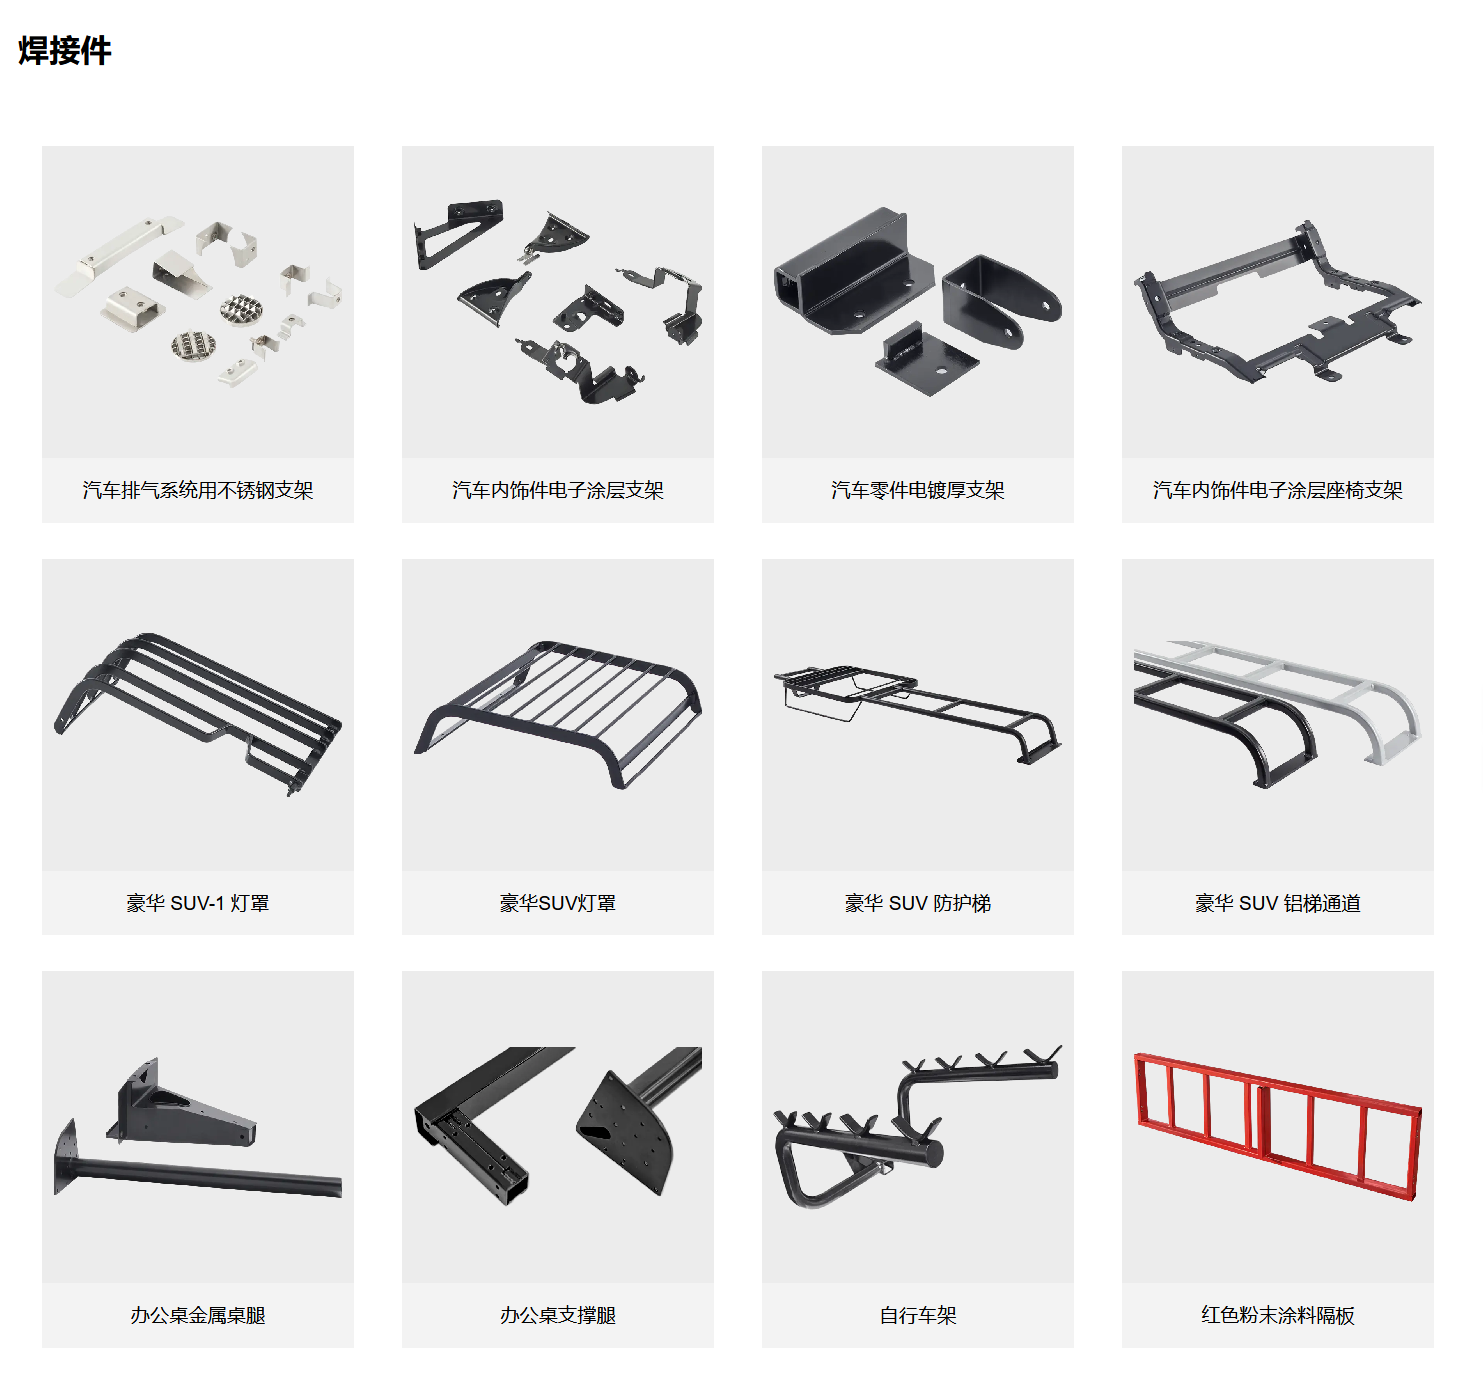 焊接件
汽车排气系统用不锈钢支架
汽车内饰件电子涂层支架
汽车零件电镀厚支架
汽车内饰件电子涂层座椅支架
豪华 SUV-1 灯罩
豪华SUV灯罩
豪华 SUV 防护梯
豪华 SUV 铝梯通道
办公桌金属桌腿
办公桌支撑腿
自行车架
红色粉末涂料隔板